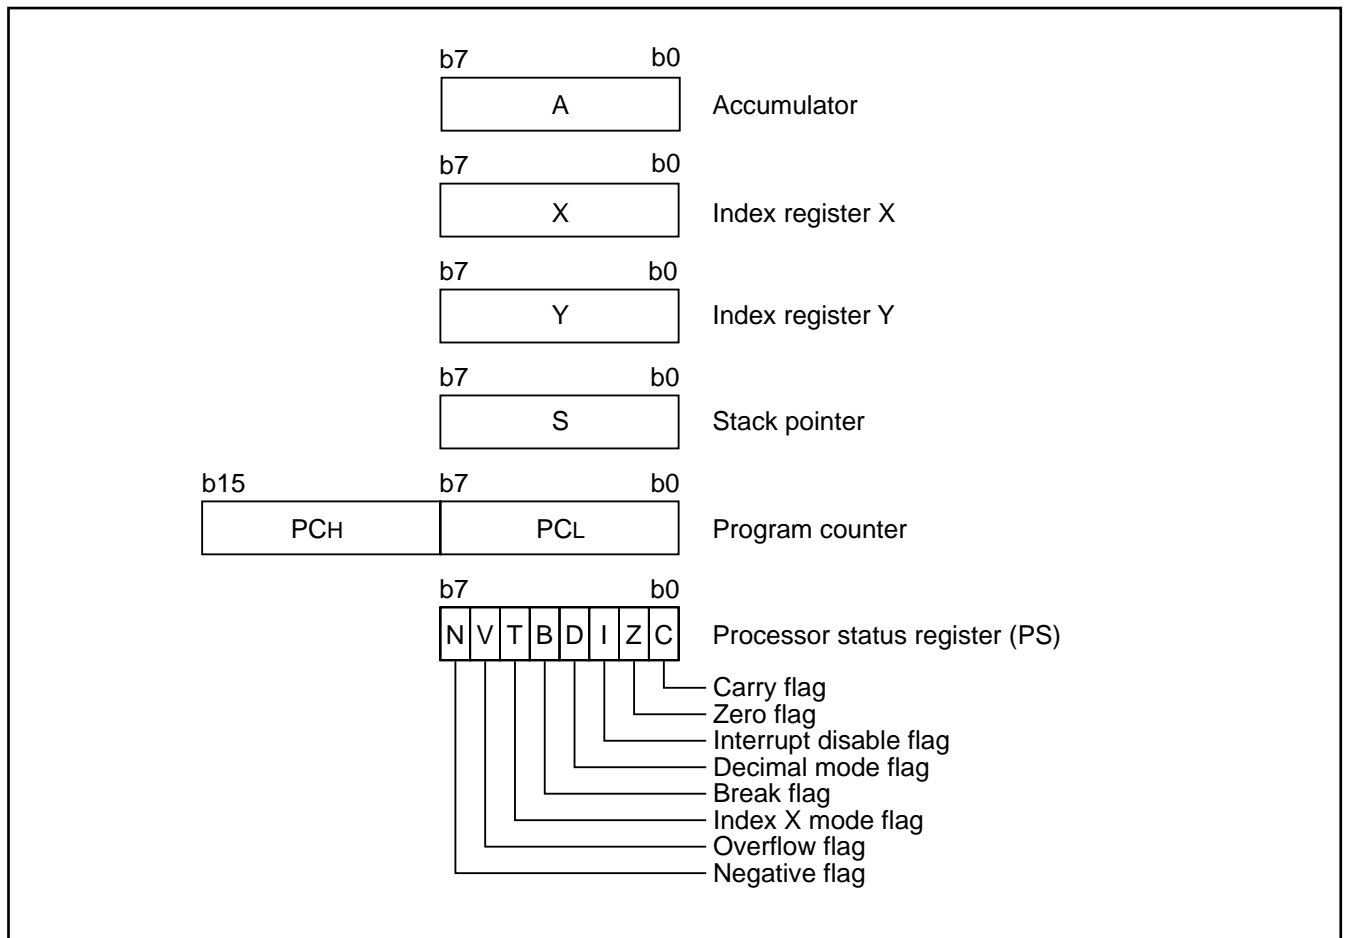 b7 b0
A Accumulator
b7 b0
X Index register X
b7 b0
Y Index register Y
b7 b0
S Stack pointer
b15 b7 b0
PCH PCL Program counter
b7 b0
N V T B D I Z C Processor status register (PS)
Carry flag
Zero flag
Interrupt disable flag
Decimal mode flag
Break flag
Index X mode flag
Overflow flag
Negative flag